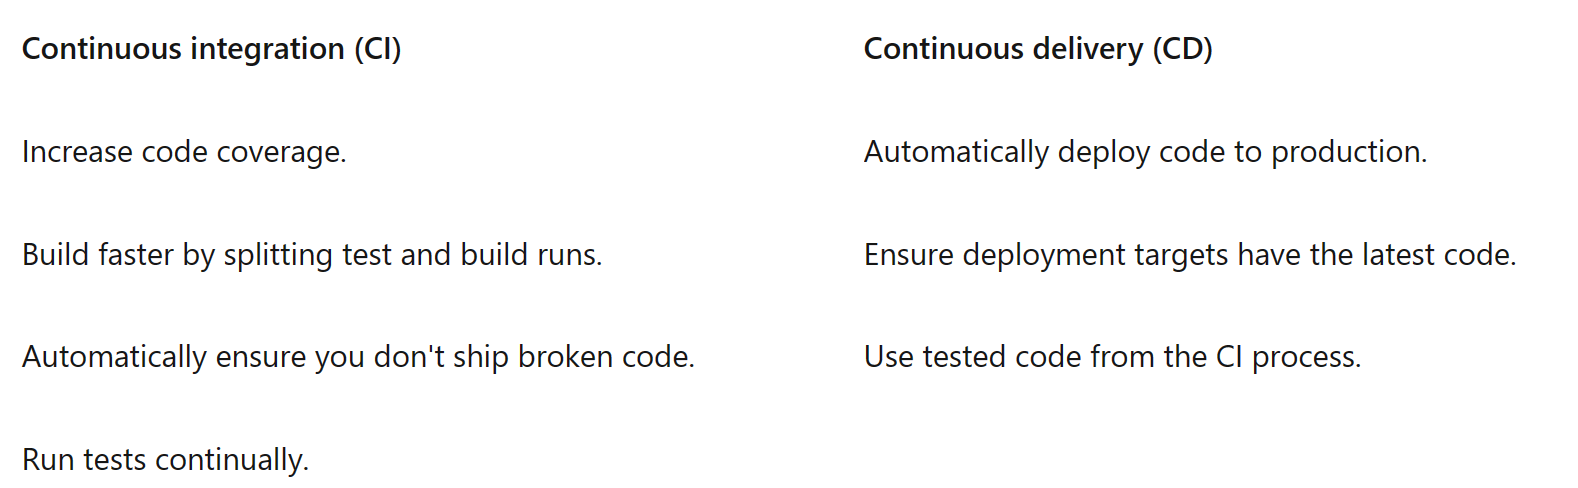 Continuous integration (CI)
Continuous delivery (CD)
Increase code coverage.
Automatically deploy code to production.
Build faster by splitting test and build runs.
Ensure deployment targets have the latest code.
Automatically ensure you don't ship broken code.
Use tested code from the CI process.
Run tests continually.